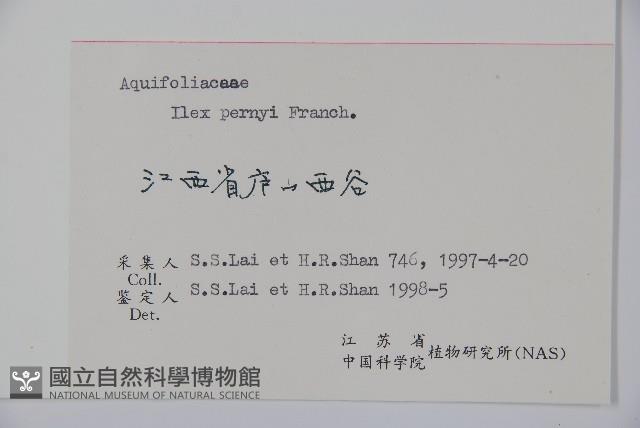 Aquifoliaceae
Ilex pernyi Franch.
江西省庐山西谷
采集人 S.S.Lai et H.R.Shan 746, 1997-4-20
Coll.
鉴定人 S.S.Lai et H.R.Shan 1998-5
Det.
江苏省
中国科学院 植物研究所(NAS)
國立自然科學博物館
NATIONAL MUSEUM OF NATURAL SCIENCE